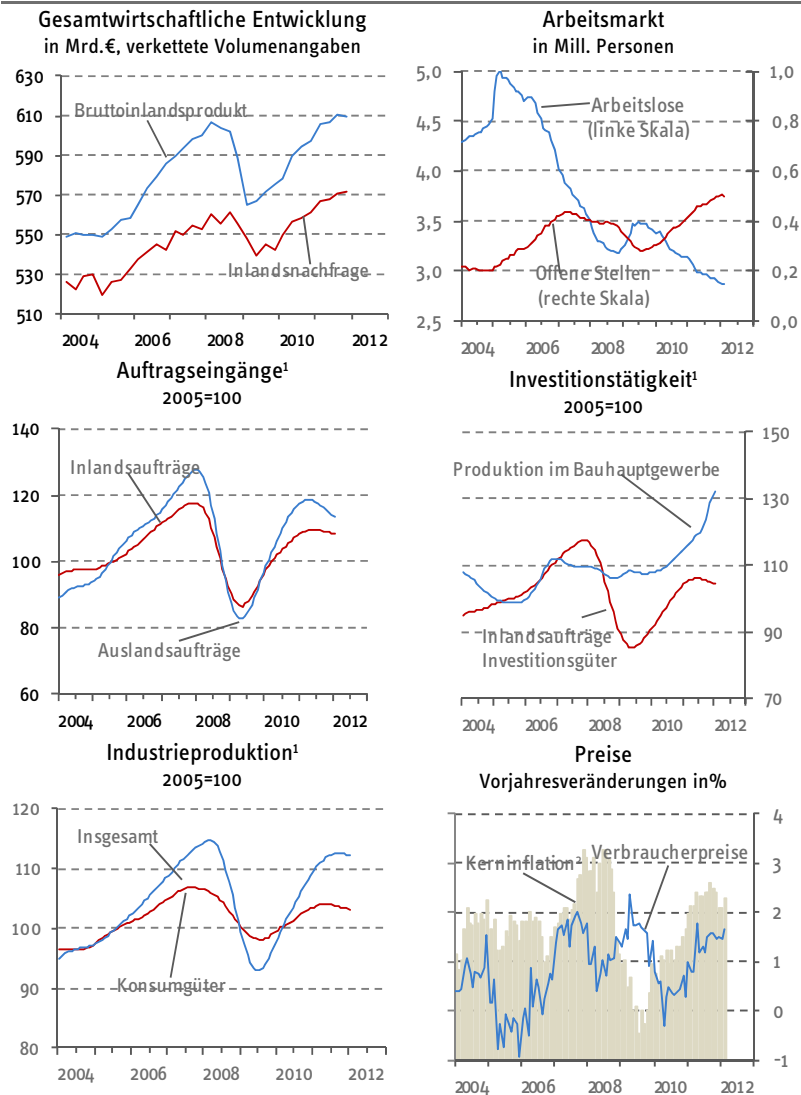 Gesamtwirtschaftliche Entwicklung
in Mrd.€, verkettete Volumenangaben
630
610
590
570
550
530
510
Bruttoinlandsprodukt
Inlandsnachfrage
2004 2006 2008 2010 2012
Arbeitsmarkt
in Mill. Personen
5,0
4,5
4,0
3,5
3,0
2,5
1,0
0,8
0,6
0,4
0,2
0,0
Arbeitslose
(linke Skala)
Offene Stellen
(rechte Skala)
2004 2006 2008 2010 2012
Auftragseingänge¹
2005=100
140
120
100
80
60
Inlandsaufträge
Auslandsaufträge
2004 2006 2008 2010 2012
Investitionstätigkeit¹
2005=100
150
130
110
90
70
Produktion im Bauhauptgewerbe
Inlandsaufträge
Investitionsgüter
2004 2006 2008 2010 2012
Industrieproduktion¹
2005=100
120
110
100
90
80
Insgesamt
Konsumgüter
2004 2006 2008 2010 2012
Preise
Vorjahresveränderungen in%
4
3
2
1
0
−1
Kerninflation²
Verbraucherpreise
2004 2006 2008 2010 2012